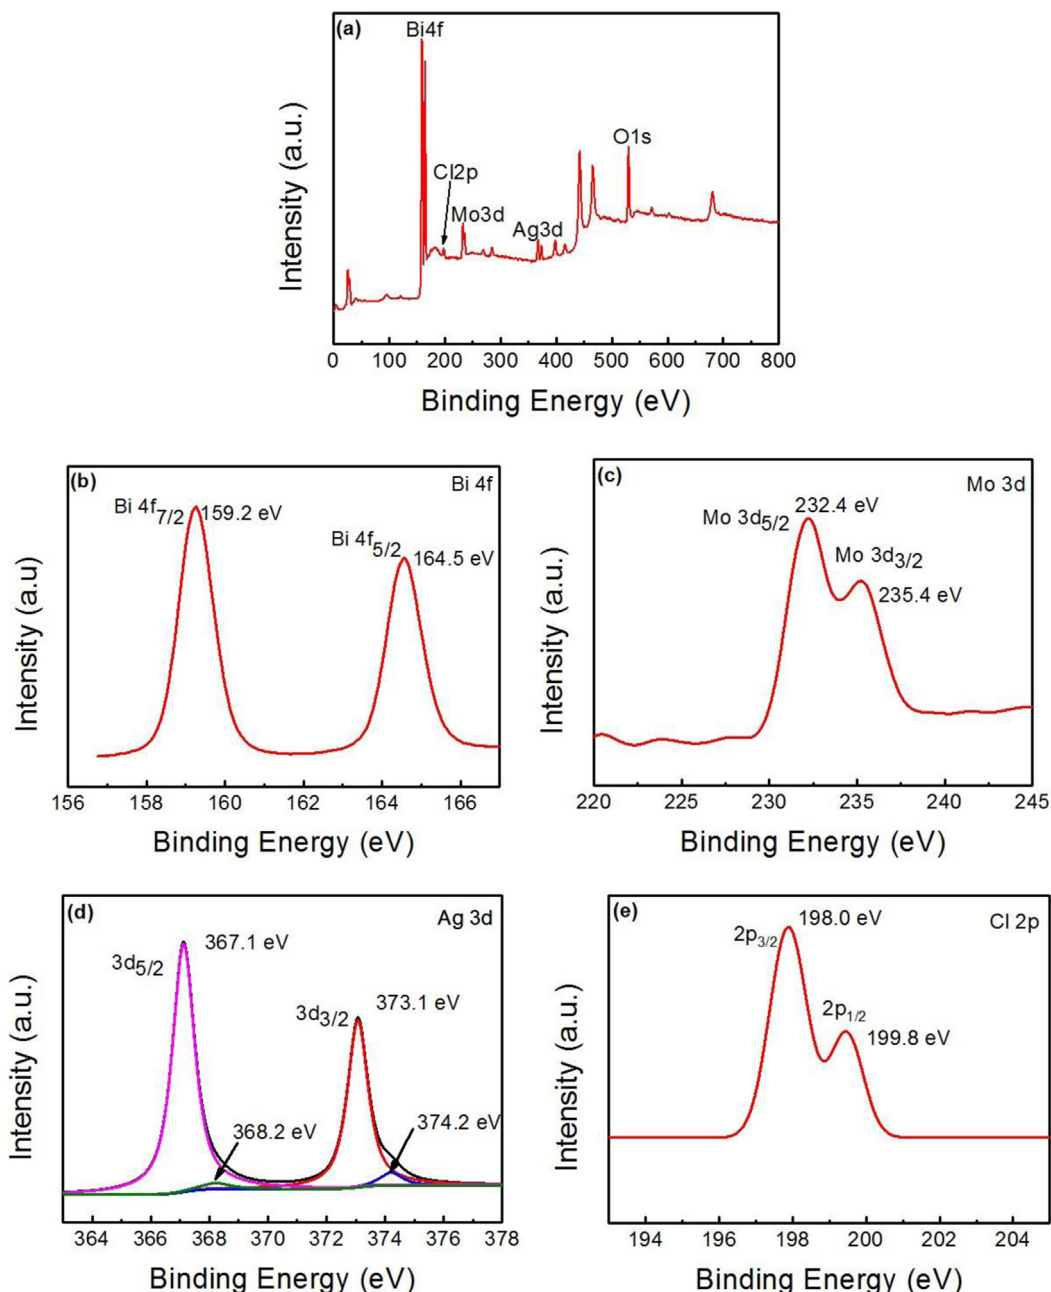 (a)
Bi4f
Cl2p
Mo3d
Ag3d
O1s
Intensity (a.u.)
0 100 200 300 400 500 600 700 800
Binding Energy (eV)
(b)
Bi 4f
Bi 4f7/2 159.2 eV
Bi 4f5/2 164.5 eV
Intensity (a.u)
156 158 160 162 164 166
Binding Energy (eV)
(c)
Mo 3d
Mo 3d5/2 232.4 eV
Mo 3d3/2
235.4 eV
Intensity (a.u.)
220 225 230 235 240 245
Binding Energy (eV)
(d)
Ag 3d
3d5/2 367.1 eV
3d3/2 373.1 eV
368.2 eV
374.2 eV
Intensity (a.u.)
364 366 368 370 372 374 376 378
Binding Energy (eV)
(e)
Cl 2p
2p3/2 198.0 eV
2p1/2
199.8 eV
Intensity (a.u.)
194 196 198 200 202 204
Binding Energy (eV)